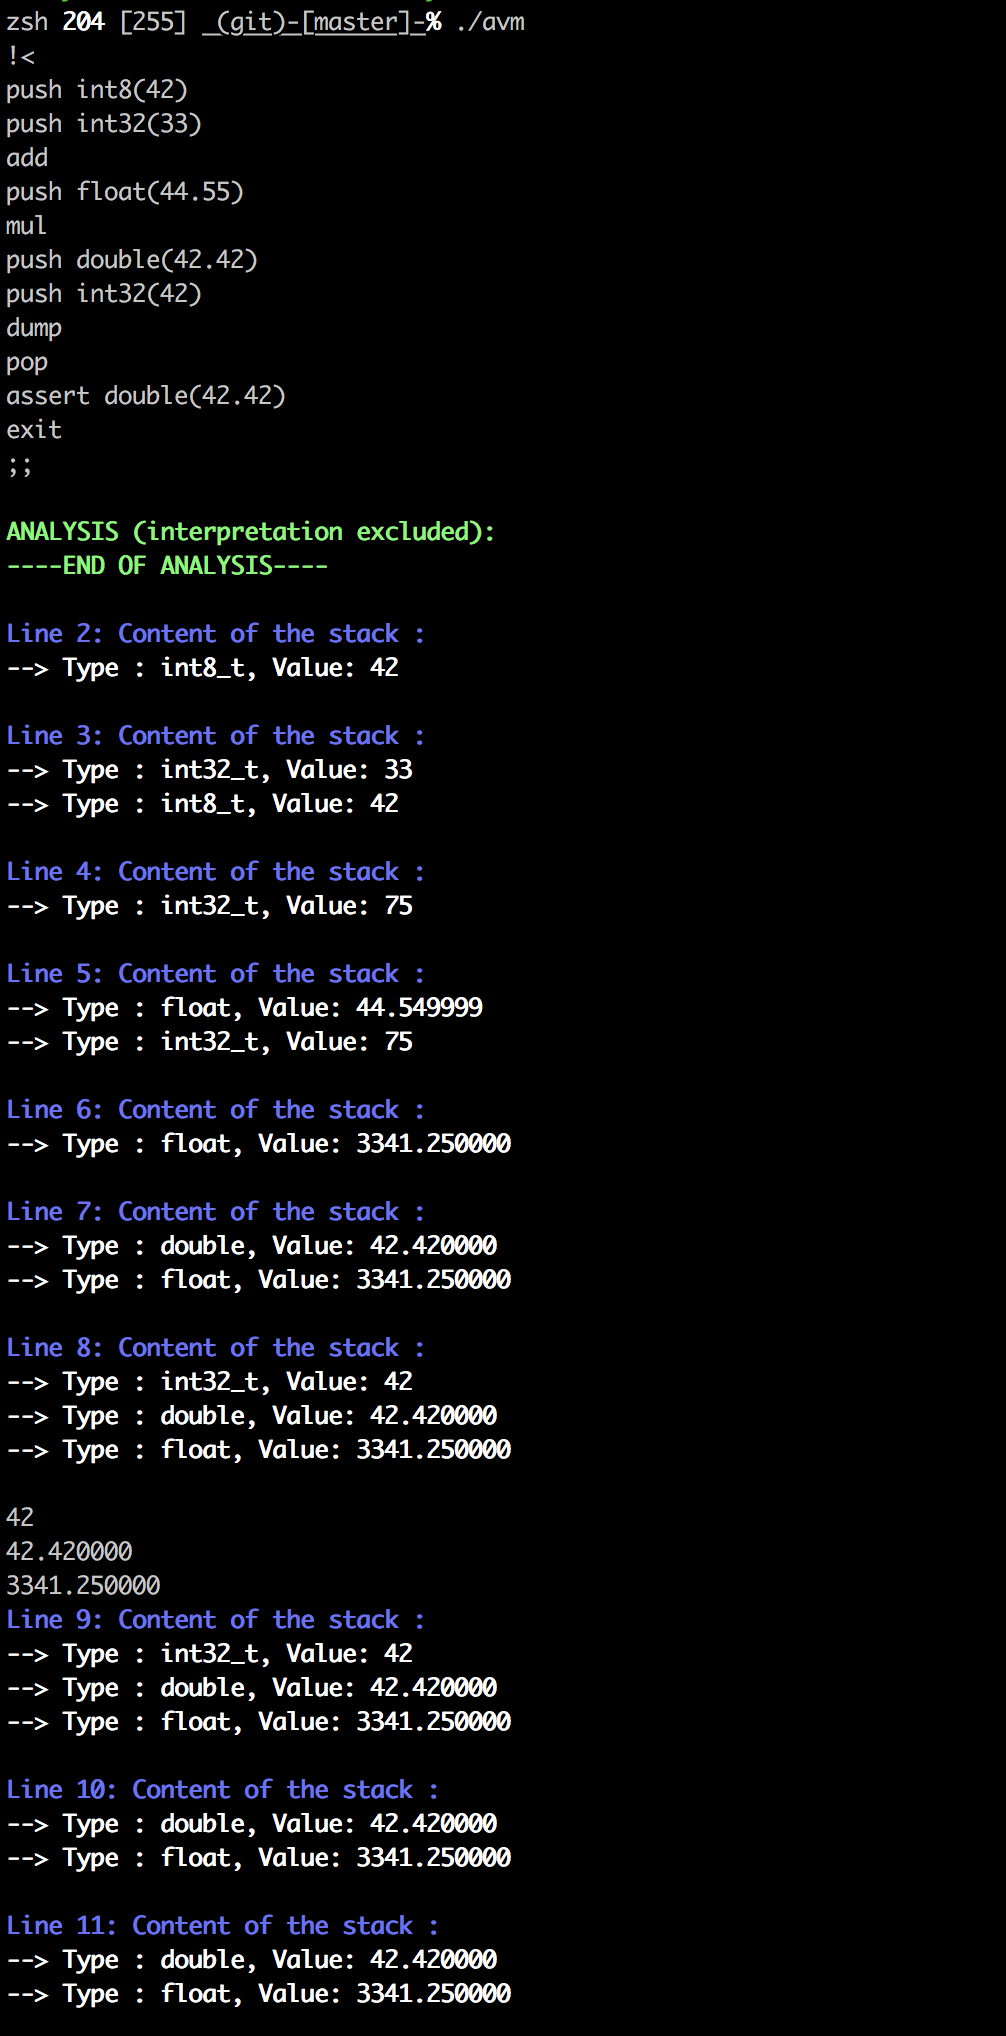 zsh 204 [255]  (git)-[master]-% ./avm
!<
push int8(42)
push int32(33)
add
push float(44.55)
mul
push double(42.42)
push int32(42)
dump
pop
assert double(42.42)
exit
;;
ANALYSIS (interpretation excluded):
----END OF ANALYSIS----
Line 2: Content of the stack :
--> Type : int8_t, Value: 42
Line 3: Content of the stack :
--> Type : int32_t, Value: 33
--> Type : int8_t, Value: 42
Line 4: Content of the stack :
--> Type : int32_t, Value: 75
Line 5: Content of the stack :
--> Type : float, Value: 44.549999
--> Type : int32_t, Value: 75
Line 6: Content of the stack :
--> Type : float, Value: 3341.250000
Line 7: Content of the stack :
--> Type : double, Value: 42.420000
--> Type : float, Value: 3341.250000
Line 8: Content of the stack :
--> Type : int32_t, Value: 42
--> Type : double, Value: 42.420000
--> Type : float, Value: 3341.250000
42
42.420000
3341.250000
Line 9: Content of the stack :
--> Type : int32_t, Value: 42
--> Type : double, Value: 42.420000
--> Type : float, Value: 3341.250000
Line 10: Content of the stack :
--> Type : double, Value: 42.420000
--> Type : float, Value: 3341.250000
Line 11: Content of the stack :
--> Type : double, Value: 42.420000
--> Type : float, Value: 3341.250000